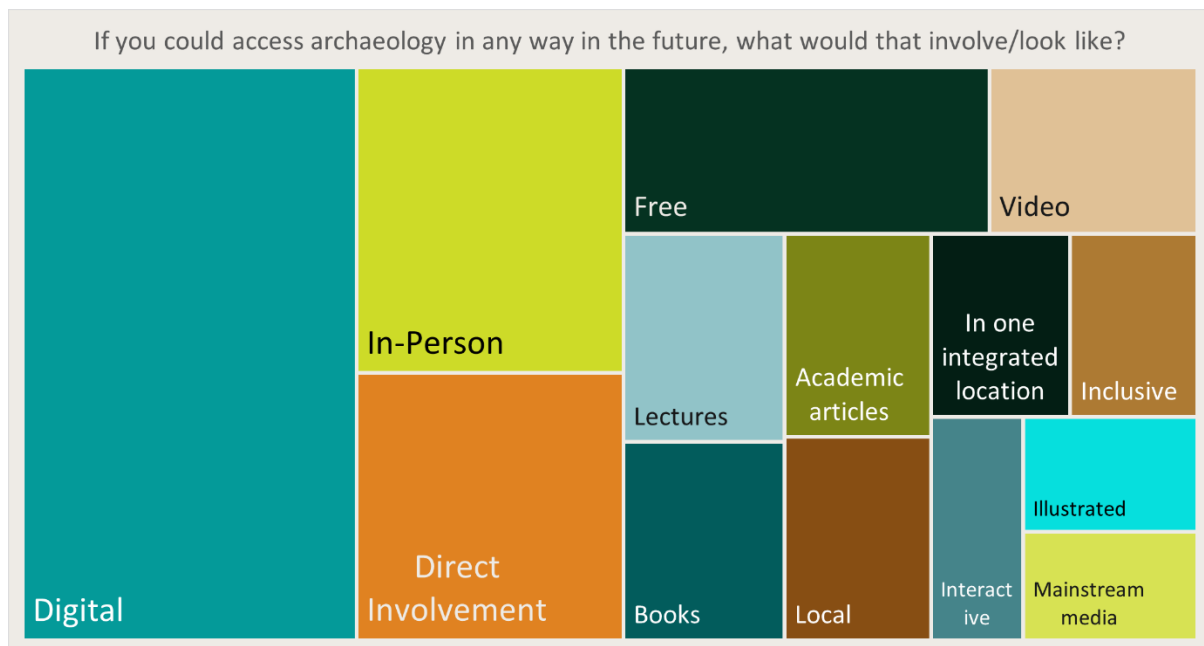 If you could access archaeology in any way in the future, what would that involve/look like?
Digital
In-Person
Direct
Involvement
Free
Video
Lectures
Academic
articles
In one
integrated
location
Inclusive
Books
Local
Interact
ive
Illustrated
Mainstream
media